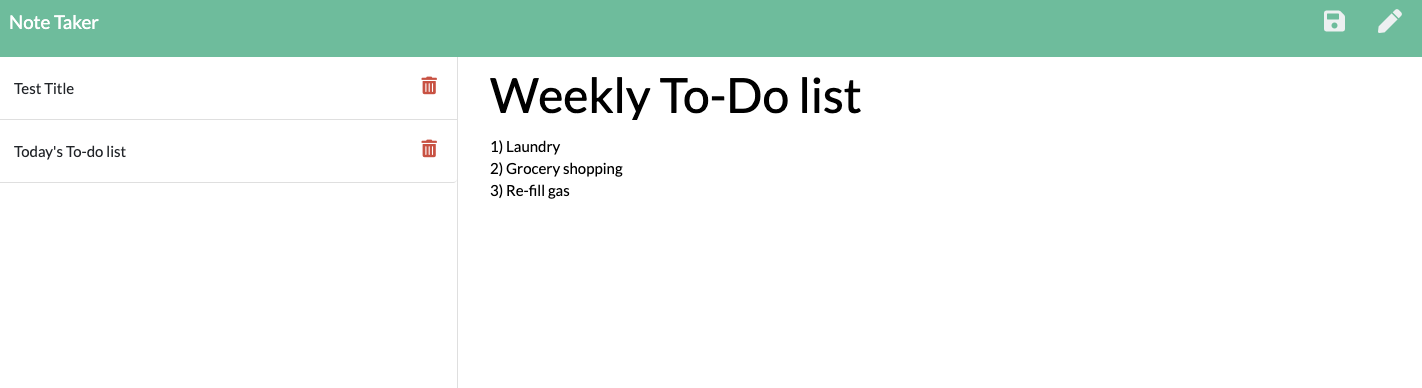 Note Taker
Test Title
Today's To-do list
Weekly To-Do list
1) Laundry
2) Grocery shopping
3) Re-fill gas